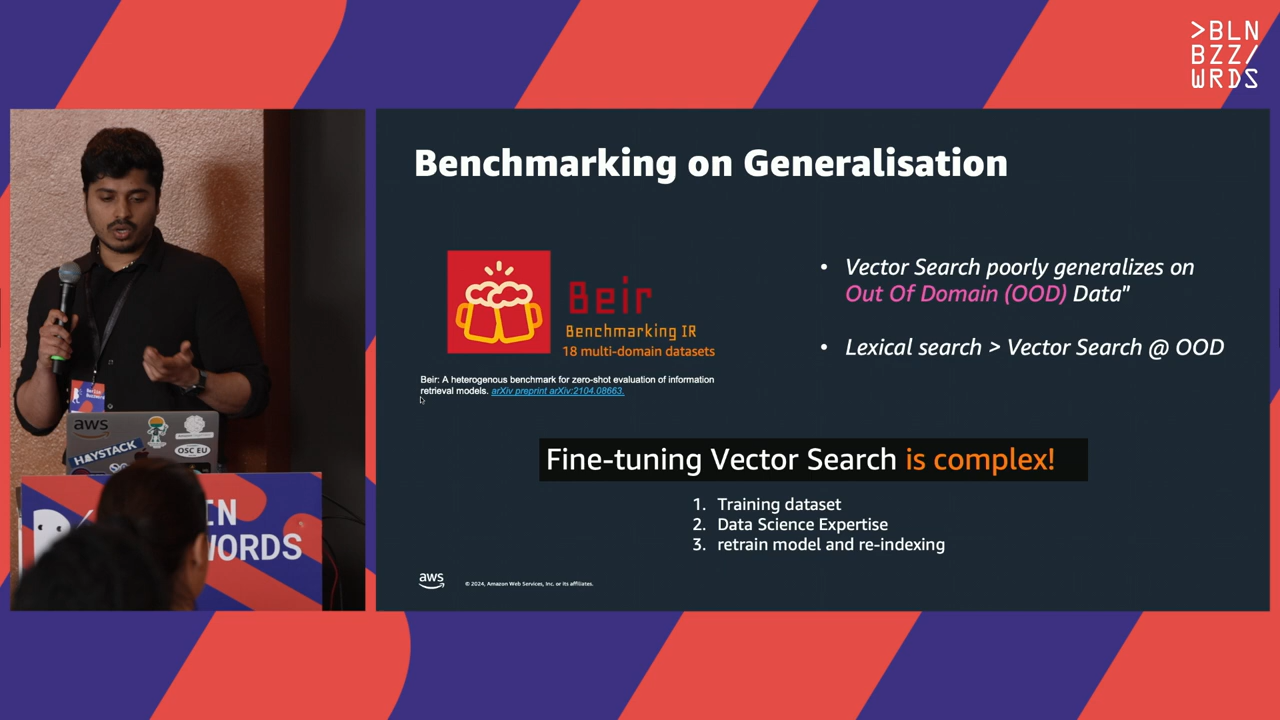 >BLN
BZZ/
WRDS
Benchmarking on Generalisation
Beir
Benchmarking IR
18 multi-domain datasets
Beir: A heterogenous benchmark for zero-shot evaluation of information
retrieval models. arXiv preprint arXiv:2104.08663.
• Vector Search poorly generalizes on
Out Of Domain (OOD) Data"
• Lexical search > Vector Search @ OOD
Fine-tuning Vector Search is complex!
1. Training dataset
2. Data Science Expertise
3. retrain model and re-indexing
aws
© 2024, Amazon Web Services, Inc. or its affiliates.
aws
HAYSTACK
OSC EU
WORDS